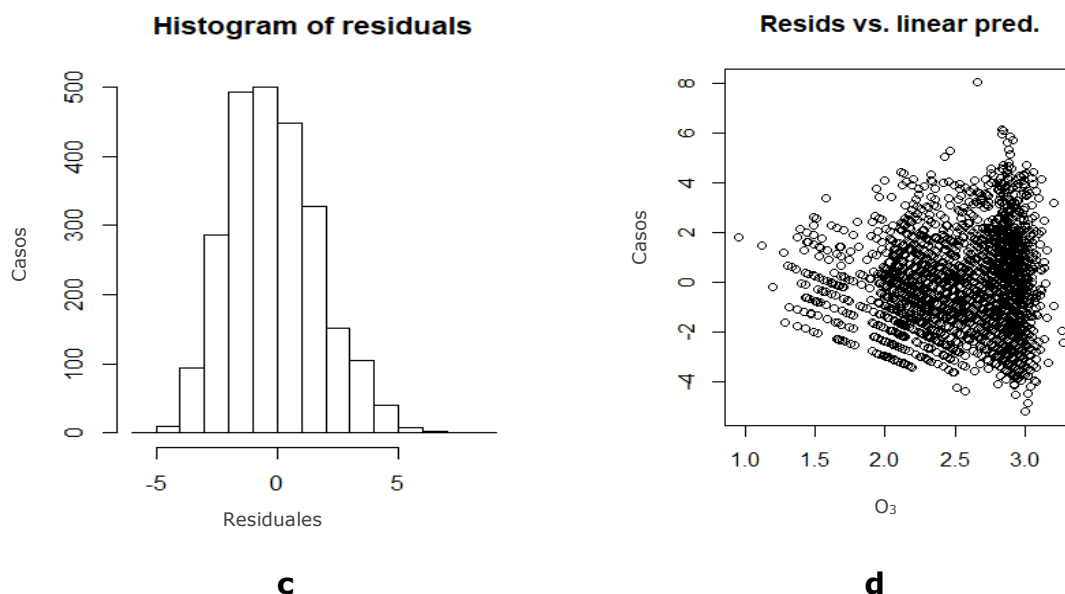 Histogram of residuals
Casos
500
400
300
200
100
0
-5 0 5
Residuales
c
Resids vs. linear pred.
Casos
8
6
4
2
0
-2
-4
1.0 1.5 2.0 2.5 3.0
O₃
d